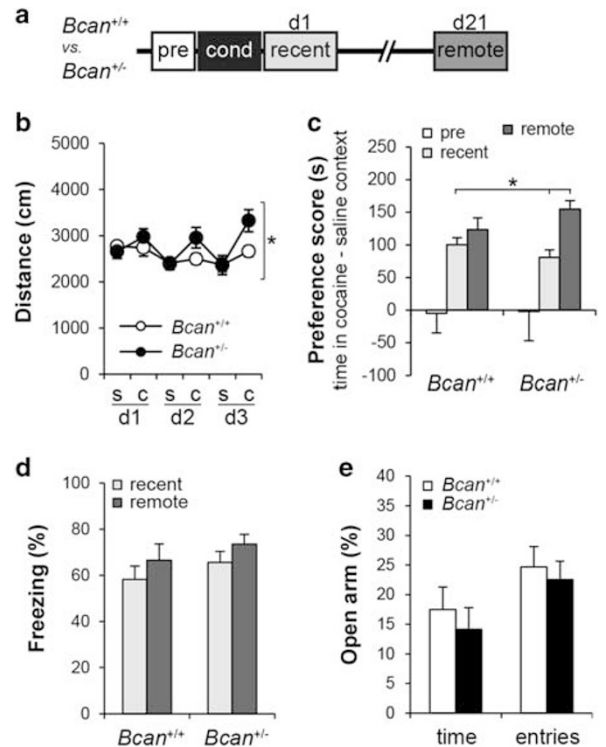 a
Bcan+/+
vs.
Bcan+/-
d1
d21
pre
cond
recent
remote
b
Distance (cm)
5000
4000
3000
2000
1000
0
*
Bcan+/+
Bcan+/-
s c s c s c
d1 d2 d3
c
pre
remote
recent
Preference score (s)
time in cocaine - saline context
250
200
150
100
50
0
-50
-100
*
Bcan+/+ Bcan+/-
d
recent
remote
Freezing (%)
100
80
60
40
20
0
Bcan+/+ Bcan+/-
e
Bcan+/+
Bcan+/-
Open arm (%)
40
35
30
25
20
15
10
5
0
time entries